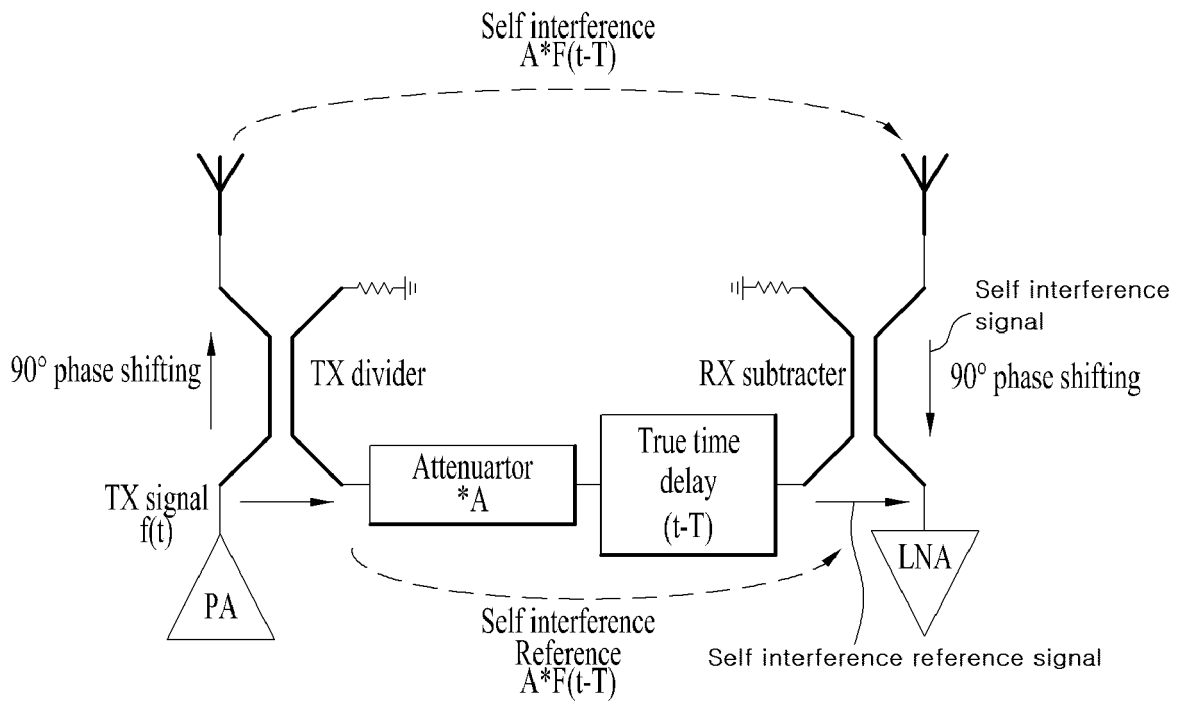 Self interference
A*F(t-T)
Self interference
signal
90° phase shifting
TX divider
RX subtracter
90° phase shifting
TX signal
f(t)
Attenuartor
*A
True time
delay
(t-T)
PA
LNA
Self interference
Reference
A*F(t-T)
Self interference reference signal